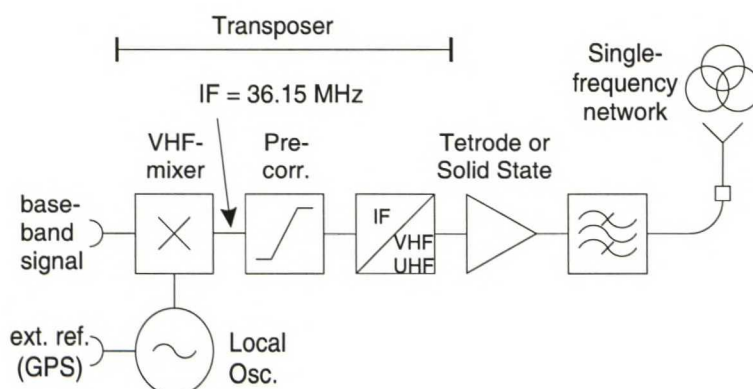 Transposer
IF = 36.15 MHz
Single-
frequency
network
VHF-
mixer
Pre-
corr.
Tetrode or
Solid State
base-
band
signal
IF
VHF
UHF
ext. ref.
(GPS)
Local
Osc.